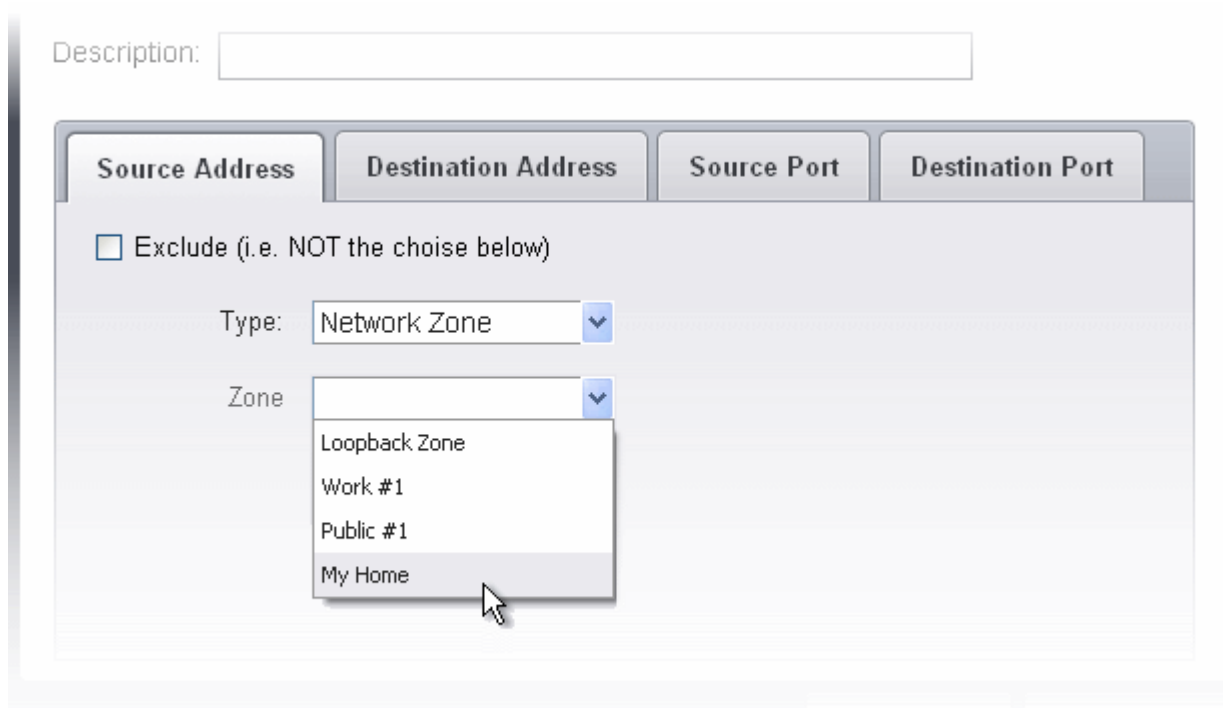 Description:
Source Address Destination Address Source Port Destination Port
Exclude (i.e. NOT the choise below)
Type: Network Zone
Zone
Loopback Zone
Work #1
Public #1
My Home